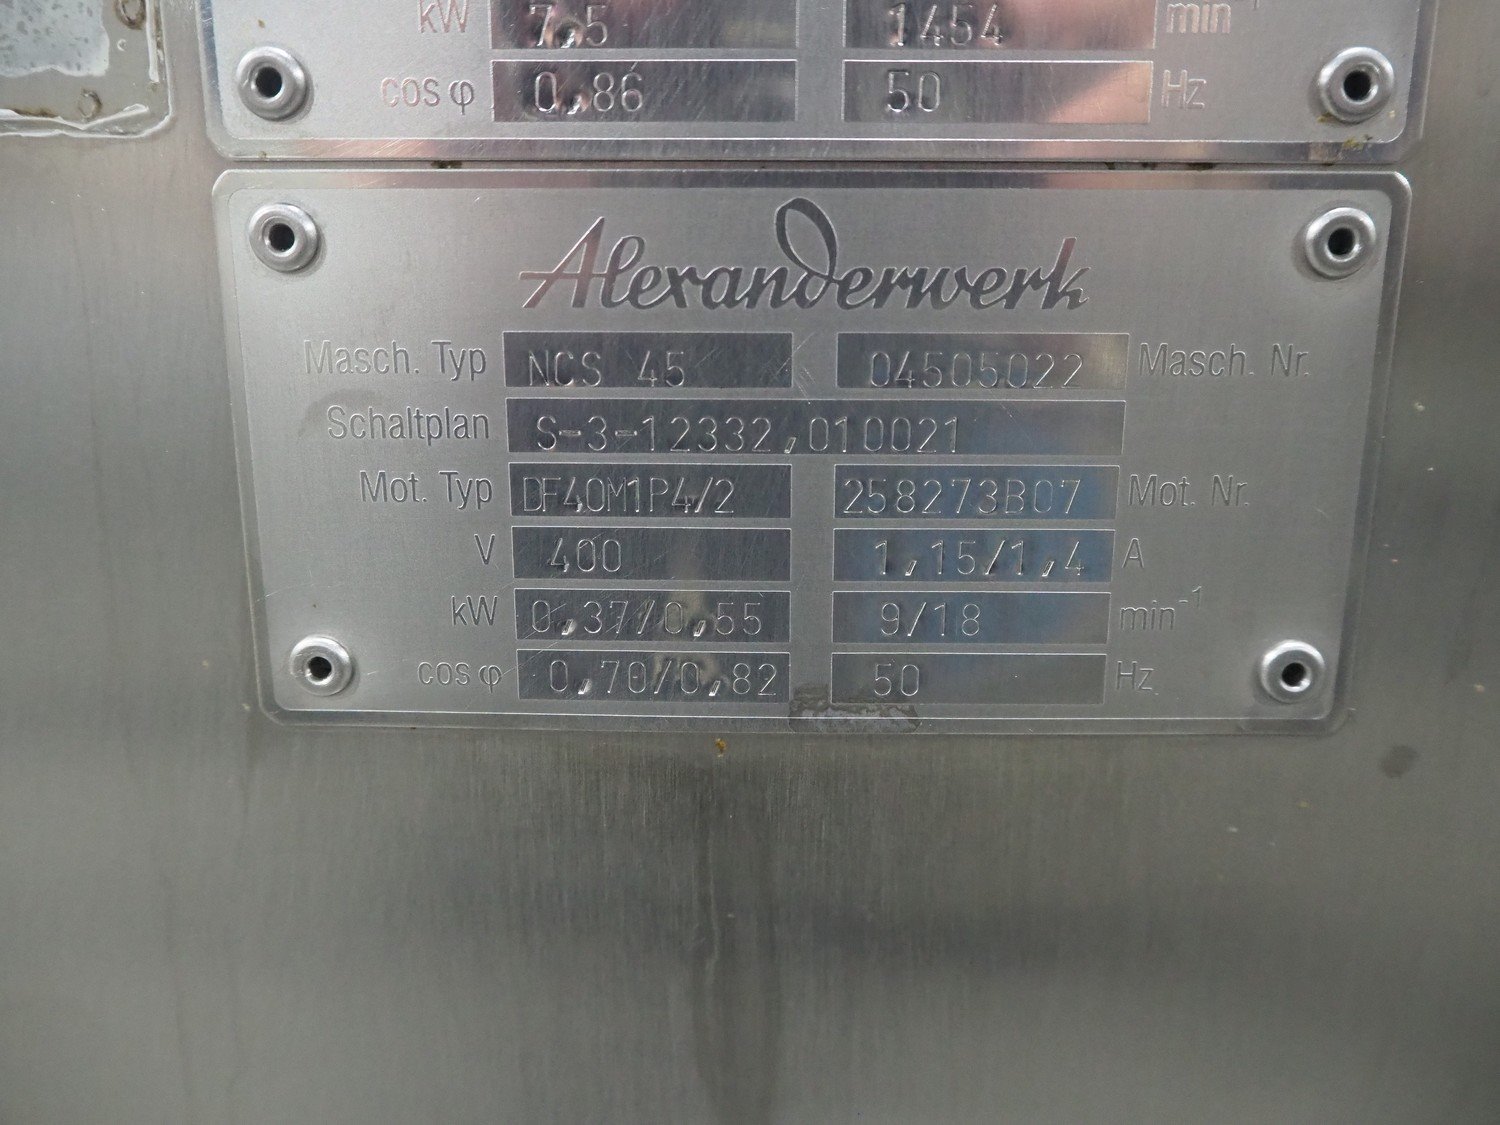 kW 7,5 1454 min
cos φ 0,86 50 Hz
Alexanderwerk
Masch. Typ NCS 45 04505022 Masch. Nr.
Schaltplan S-3-12332,010021
Mot. Typ DF40M1P4/2 258273B07 Mot. Nr.
V 400 1,15/1,4 A
kW 0,37/0,55 9/18 min⁻¹
cos φ 0,70/0,82 50 Hz